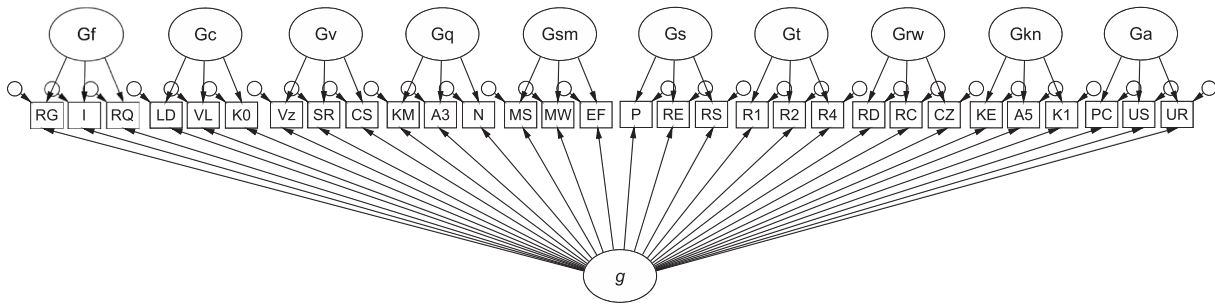 Gf Gc Gv Gq Gsm Gs Gt Grw Gkn Ga
RG I RQ LD VL K0 Vz SR CS KM A3 N MS MW EF P RE RS R1 R2 R4 RD RC CZ KE A5 K1 PC US UR
g